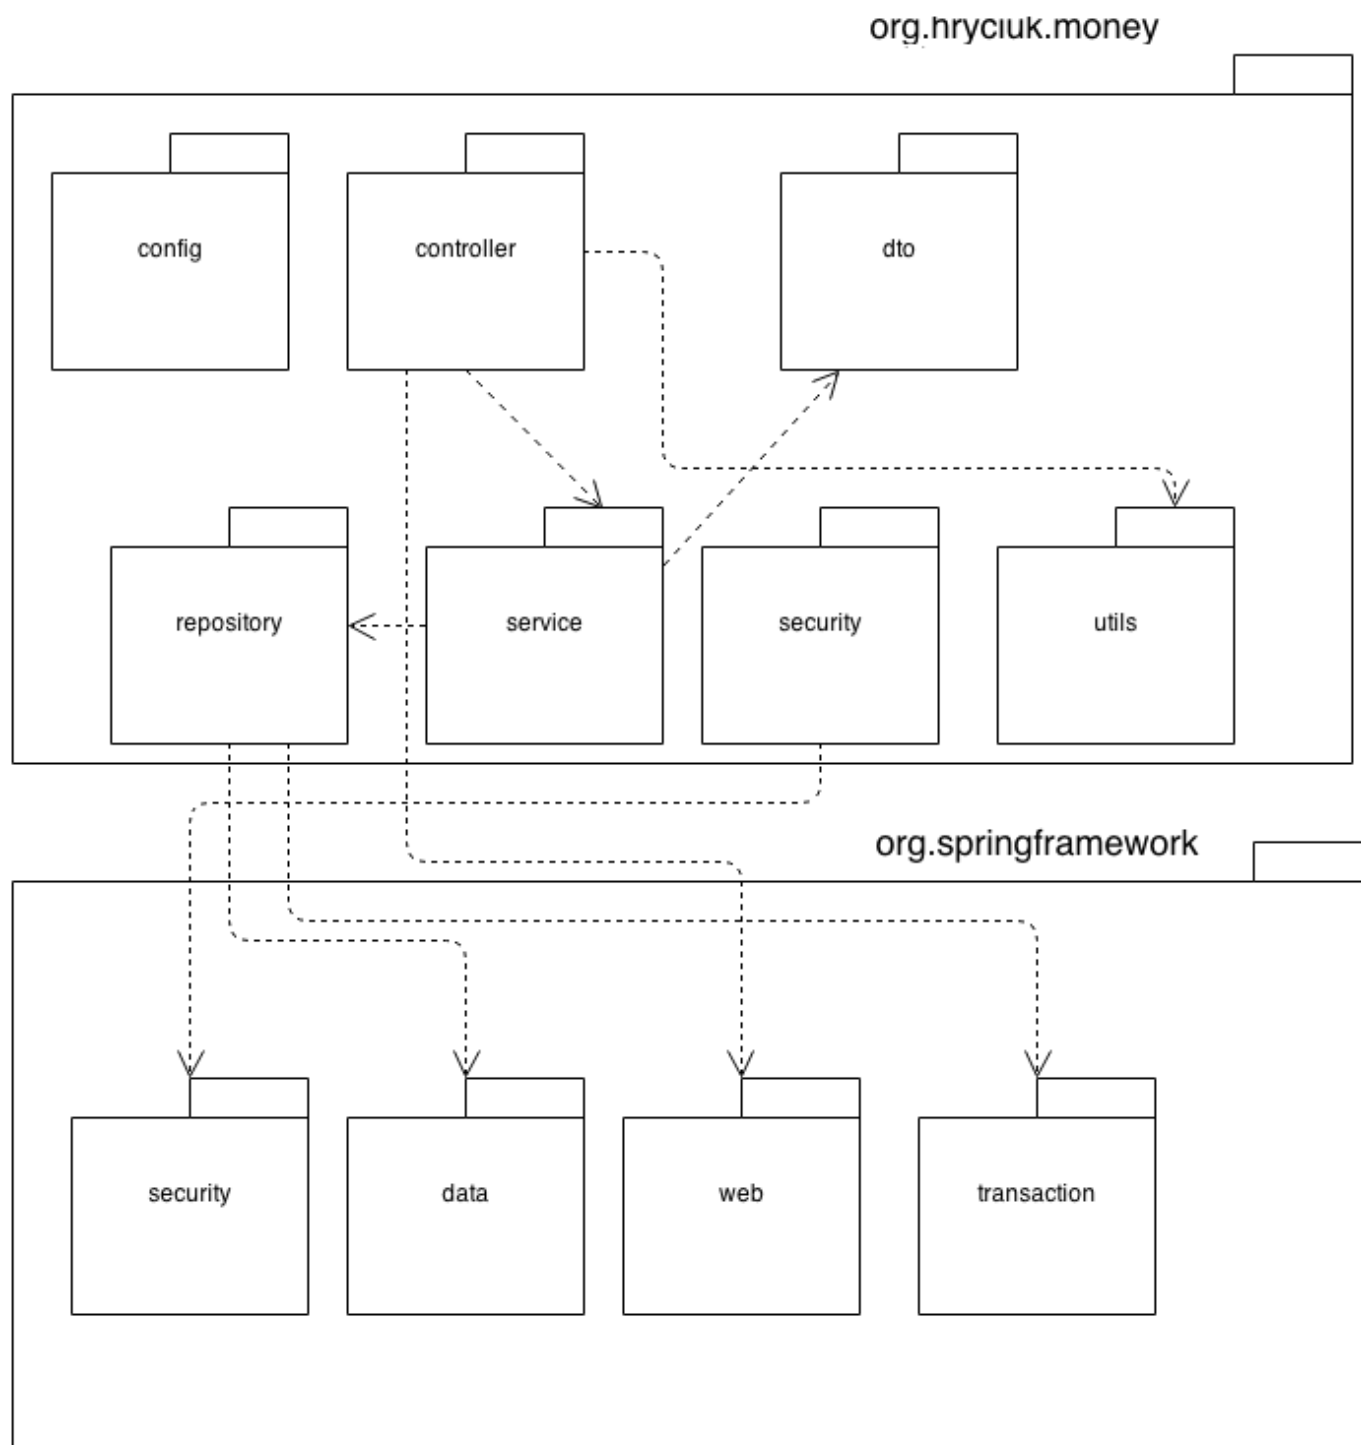 org.hryciuk.money
config
controller
dto
repository
service
security
utils
org.springframework
security
data
web
transaction